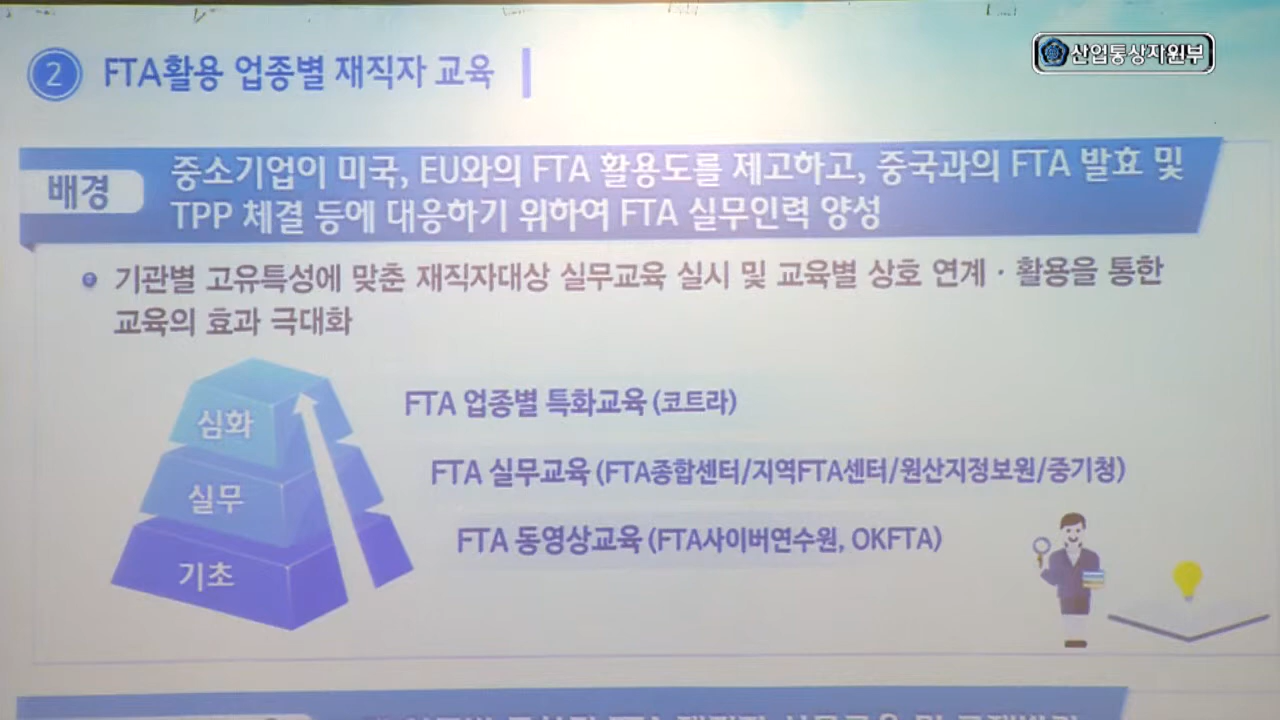 2 FTA활용 업종별 재직자 교육
산업통상자원부
배경
중소기업이 미국, EU와의 FTA 활용도를 제고하고, 중국과의 FTA 발효 및
TPP 체결 등에 대응하기 위하여 FTA 실무인력 양성
기관별 고유특성에 맞춘 재직자대상 실무교육 실시 및 교육별 상호 연계 · 활용을 통한
교육의 효과 극대화
심화
FTA 업종별 특화교육 (코트라)
실무
FTA 실무교육 (FTA종합센터/지역FTA센터/원산지정보원/중기청)
기초
FTA 동영상교육 (FTA사이버연수원, OKFTA)